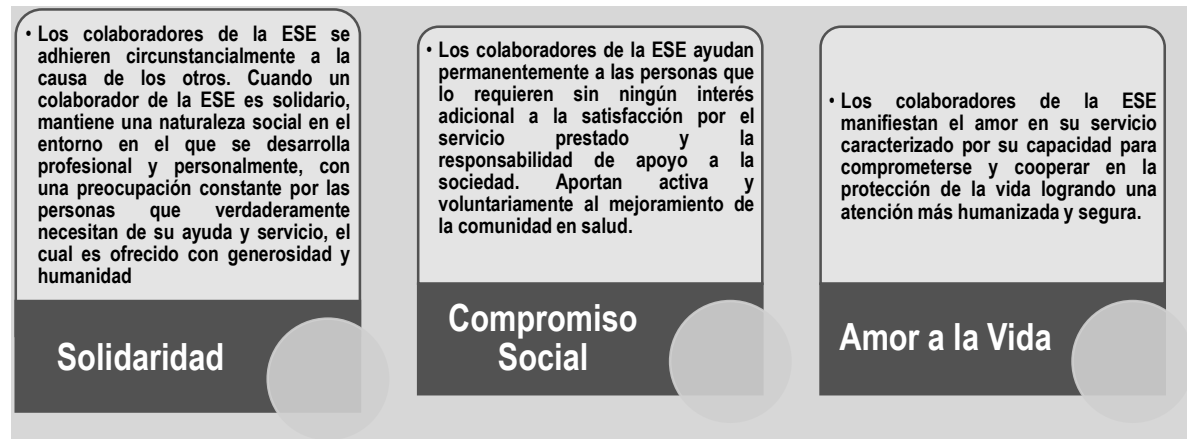 • Los colaboradores de la ESE se
adhieren circunstancialmente a la
causa de los otros. Cuando un
colaborador de la ESE es solidario,
mantiene una naturaleza social en el
entorno en el que se desarrolla
profesional y personalmente, con
una preocupación constante por las
personas que verdaderamente
necesitan de su ayuda y servicio, el
cual es ofrecido con generosidad y
humanidad
Solidaridad
• Los colaboradores de la ESE ayudan
permanentemente a las personas que
lo requieren sin ningún interés
adicional a la satisfacción por el
servicio prestado y la
responsabilidad de apoyo a la
sociedad. Aportan activa y
voluntariamente al mejoramiento de
la comunidad en salud.
Compromiso
Social
• Los colaboradores de la ESE
manifiestan el amor en su servicio
caracterizado por su capacidad para
comprometerse y cooperar en la
protección de la vida logrando una
atención más humanizada y segura.
Amor a la Vida